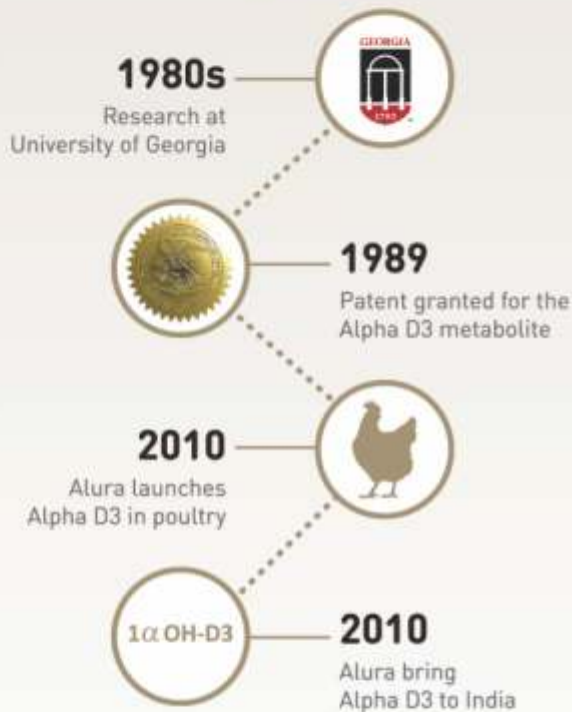 GEORGIA
1785
1980s
Research at
University of Georgia
1989
Patent granted for the
Alpha D3 metabolite
2010
Alura launches
Alpha D3 in poultry
1α OH-D3
2010
Alura bring
Alpha D3 to India